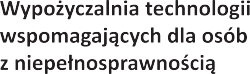 Wypożyczalnia technologii
wspomagających dla osób
z niepełnosprawnością